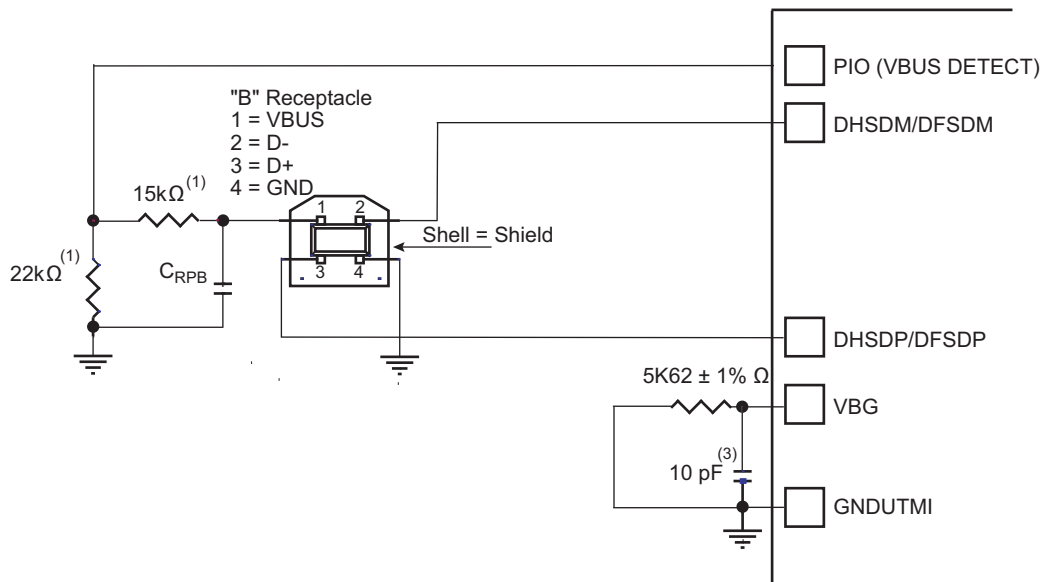 PIO (VBUS DETECT)
"B" Receptacle
1 = VBUS
2 = D-
3 = D+
4 = GND
DHSDM/DFSDM
15kΩ(1)
1 2
Shell = Shield
22kΩ(1)
CRPB
3 4
DHSDP/DFSDP
5K62 ± 1% Ω
VBG
10 pF(3)
GNDUTMI